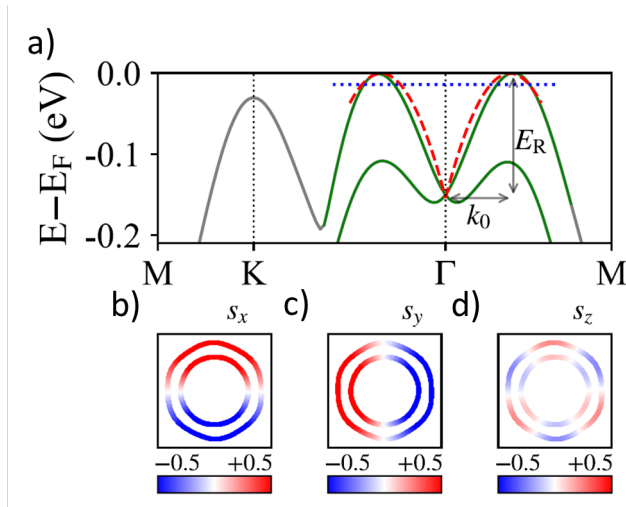 a)
E−E_F (eV)
0.0
-0.1
-0.2
E_R
k_0
M K Γ M
b) s_x c) s_y d) s_z
−0.5 +0.5 −0.5 +0.5 −0.5 +0.5